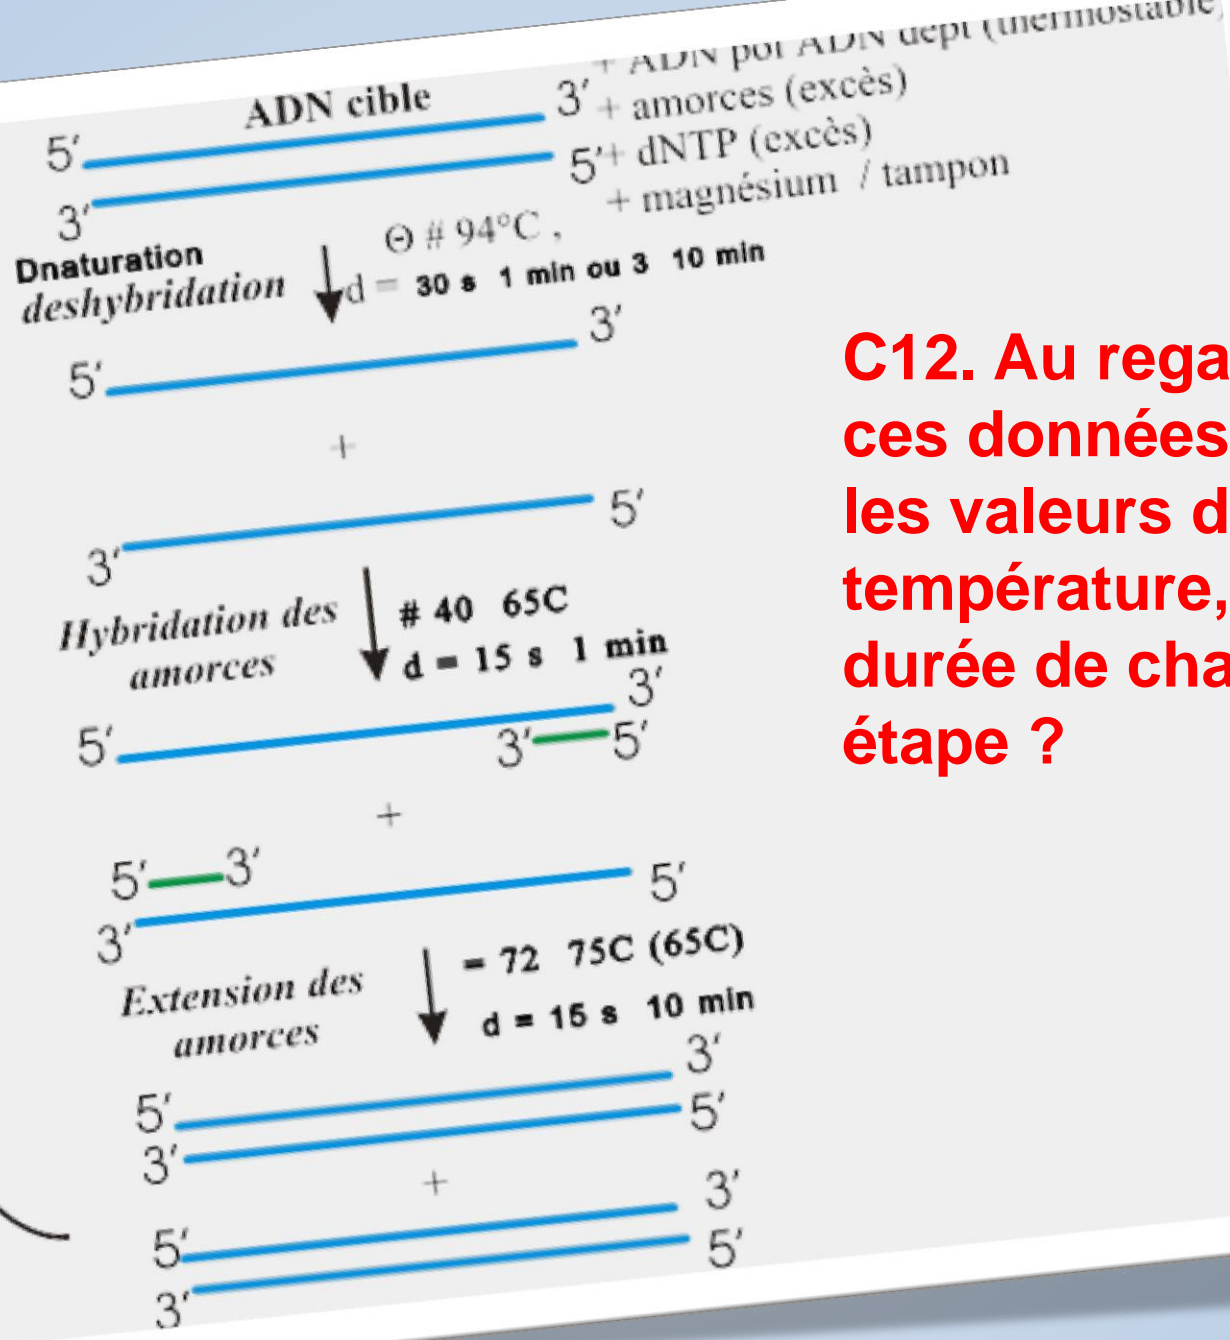 + ADN pol ADN dépt (thermostable)
ADN cible
3′ + amorces (excès)
5′
5′ + dNTP (excès)
3′
+ magnésium / tampon
Θ # 94°C ,
Dnaturation
deshybridation
d = 30 s 1 min ou 3 10 min
3′
5′
+
5′
3′
Hybridation des
amorces
# 40 65C
d = 15 s 1 min
3′
5′
3′ 5′
+
5′ 3′
5′
3′
Extension des
amorces
= 72 75C (65C)
d = 15 s 10 min
3′
5′
5′
3′
+
3′
5′
5′
3′
C12. Au rega
ces données
les valeurs d
température,
durée de cha
étape ?